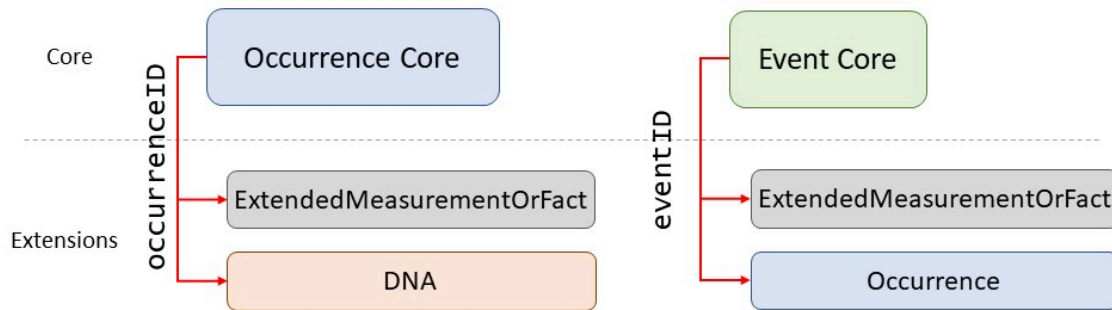 Core
Occurrence Core
Event Core
occurrenceID
eventID
Extensions
ExtendedMeasurementOrFact
DNA
ExtendedMeasurementOrFact
Occurrence